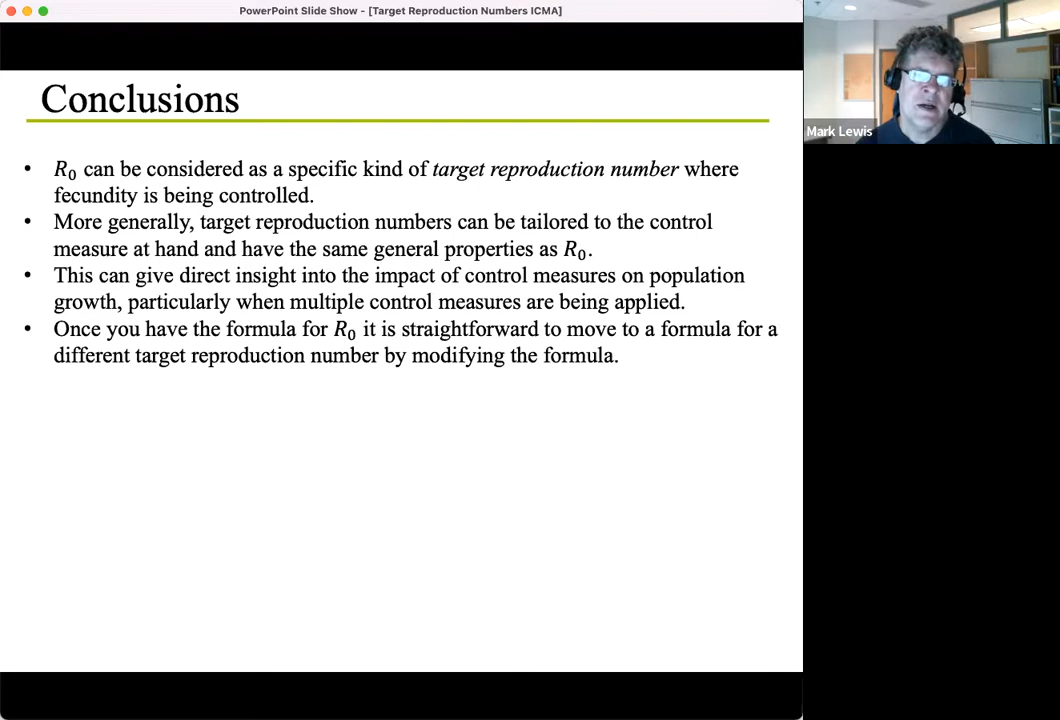 PowerPoint Slide Show - [Target Reproduction Numbers ICMA]
Conclusions
• R₀ can be considered as a specific kind of target reproduction number where
fecundity is being controlled.
• More generally, target reproduction numbers can be tailored to the control
measure at hand and have the same general properties as R₀.
• This can give direct insight into the impact of control measures on population
growth, particularly when multiple control measures are being applied.
• Once you have the formula for R₀ it is straightforward to move to a formula for a
different target reproduction number by modifying the formula.
Mark Lewis